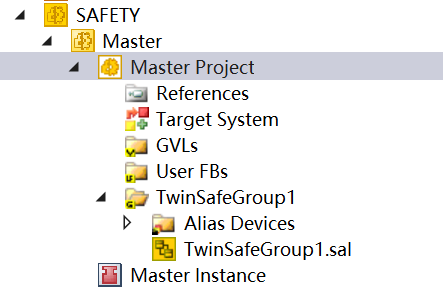 SAFETY
Master
Master Project
References
Target System
GVLs
User FBs
TwinSafeGroup1
Alias Devices
TwinSafeGroup1.sal
Master Instance